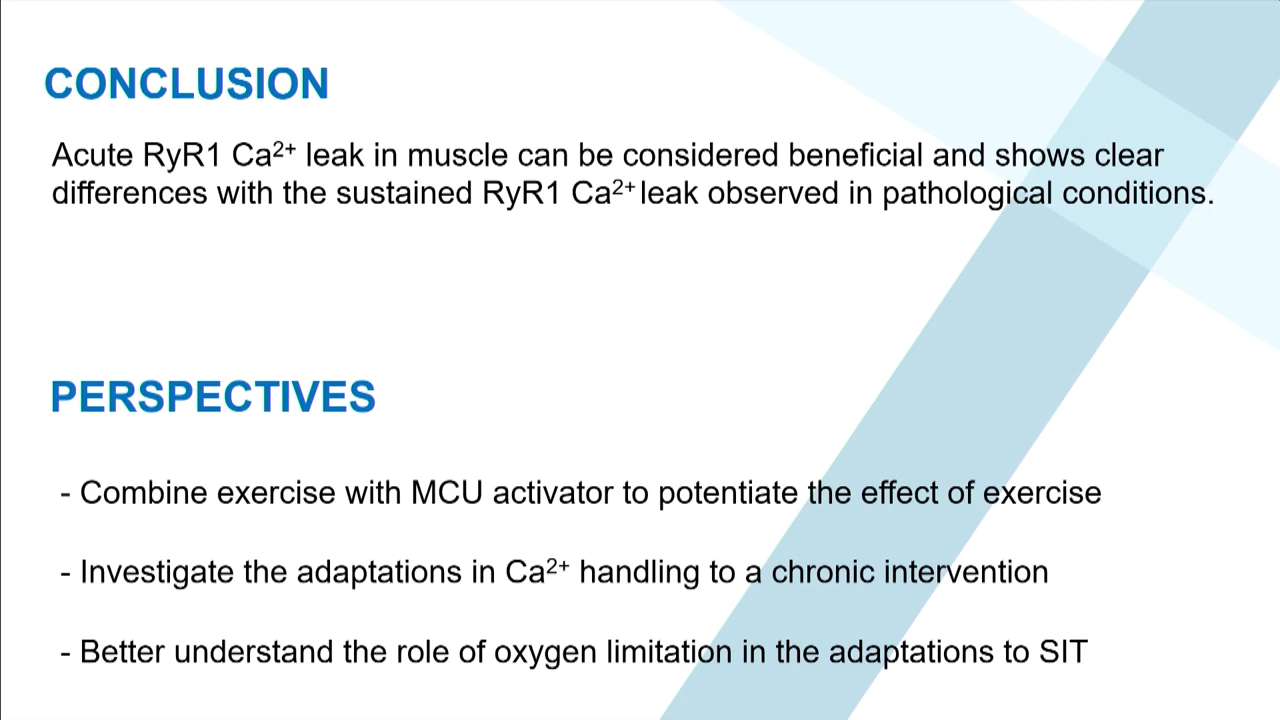 CONCLUSION
Acute RyR1 Ca²⁺ leak in muscle can be considered beneficial and shows clear
differences with the sustained RyR1 Ca²⁺ leak observed in pathological conditions.
PERSPECTIVES
- Combine exercise with MCU activator to potentiate the effect of exercise
- Investigate the adaptations in Ca²⁺ handling to a chronic intervention
- Better understand the role of oxygen limitation in the adaptations to SIT